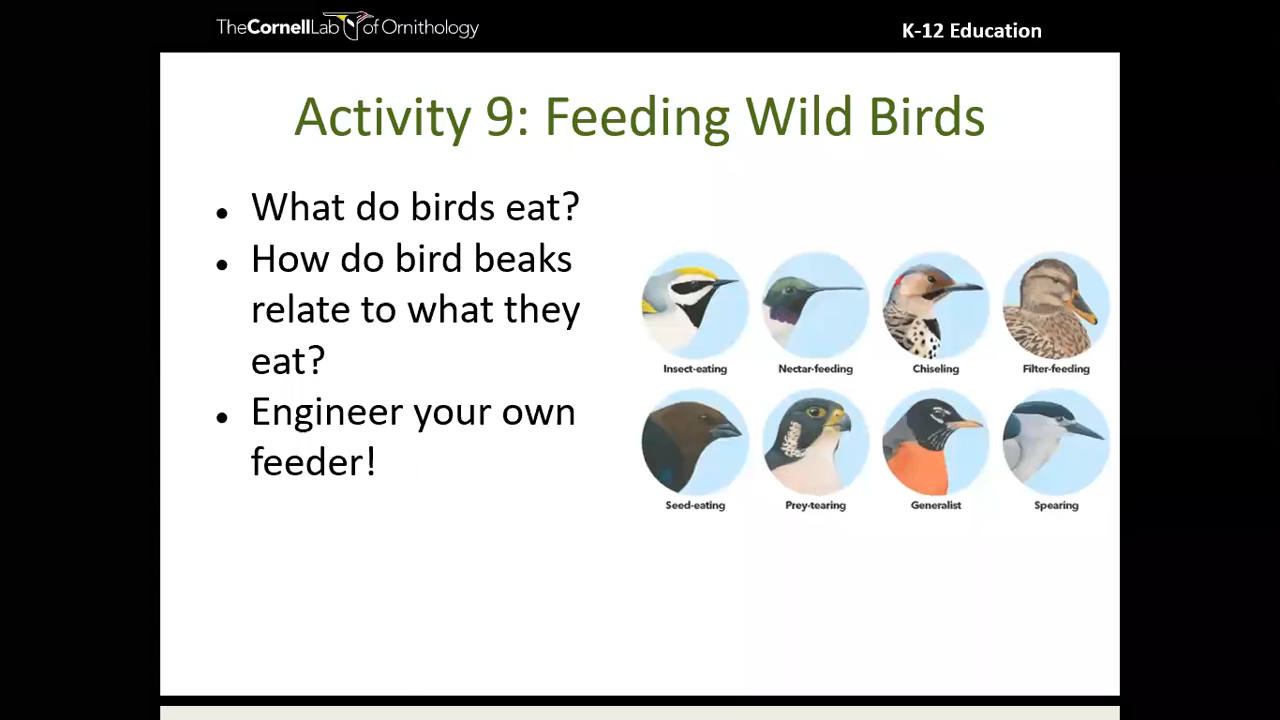 TheCornellLab of Ornithology
K-12 Education
Activity 9: Feeding Wild Birds
● What do birds eat?
● How do bird beaks
relate to what they
eat?
● Engineer your own
feeder!
Insect-eating Nectar-feeding Chiseling Filter-feeding
Seed-eating Prey-tearing Generalist Spearing